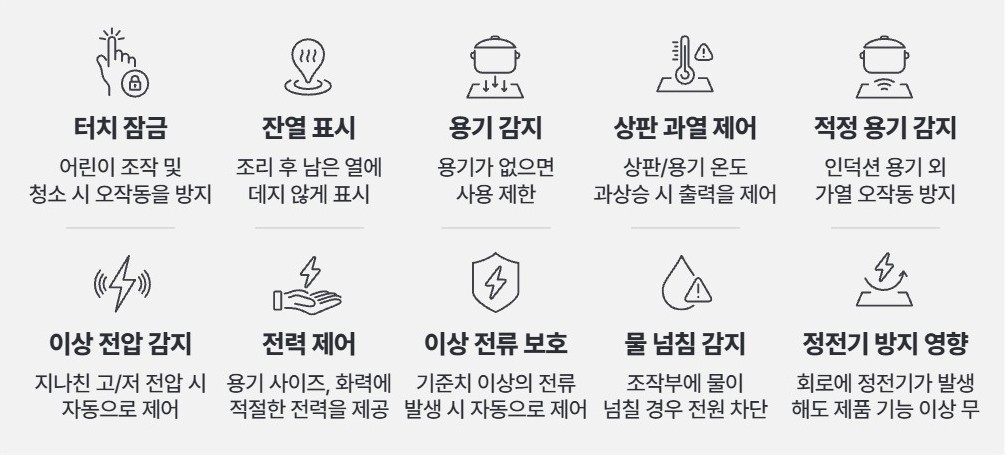 터치 잠금
어린이 조작 및
청소 시 오작동을 방지
잔열 표시
조리 후 남은 열에
데지 않게 표시
용기 감지
용기가 없으면
사용 제한
상판 과열 제어
상판/용기 온도
과상승 시 출력을 제어
적정 용기 감지
인덕션 용기 외
가열 오작동 방지
이상 전압 감지
지나친 고/저 전압 시
자동으로 제어
전력 제어
용기 사이즈, 화력에
적절한 전력을 제공
이상 전류 보호
기준치 이상의 전류
발생 시 자동으로 제어
물 넘침 감지
조작부에 물이
넘칠 경우 전원 차단
정전기 방지 영향
회로에 정전기가 발생
해도 제품 기능 이상 무